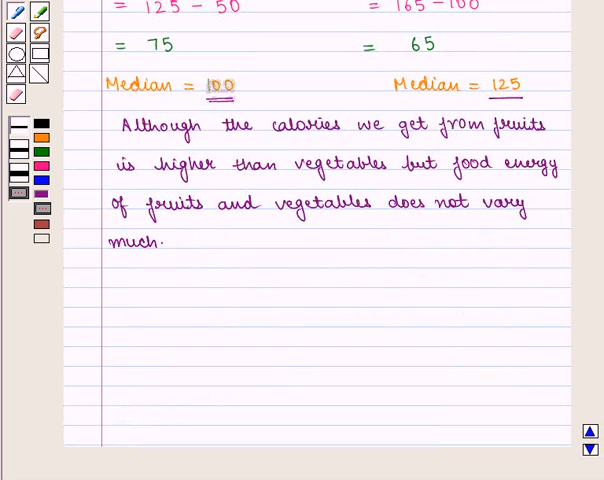 = 125 - 50 = 165 - 100
= 75 = 65
Median = 100 Median = 125
Although the calories we get from fruits
is higher than vegetables but food energy
of fruits and vegetables does not vary
much.